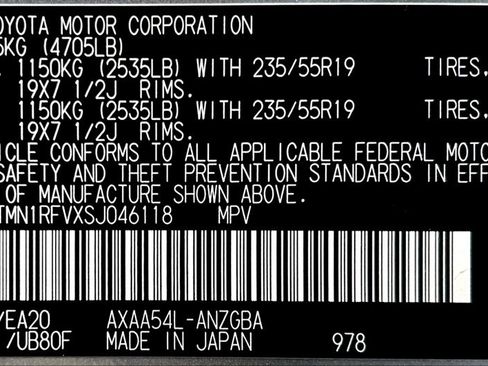 OYOTA MOTOR CORPORATION
5KG (4705LB)
1150KG (2535LB) WITH 235/55R19 TIRES,
19X7 1/2J RIMS.
1150KG (2535LB) WITH 235/55R19 TIRES,
19X7 1/2J RIMS.
ICLE CONFORMS TO ALL APPLICABLE FEDERAL MOTO
SAFETY AND THEFT PREVENTION STANDARDS IN EFF
OF MANUFACTURE SHOWN ABOVE.
TMN1RFVXSJ046118 MPV
/EA20 AXAA54L-ANZGBA
/UB80F MADE IN JAPAN 978